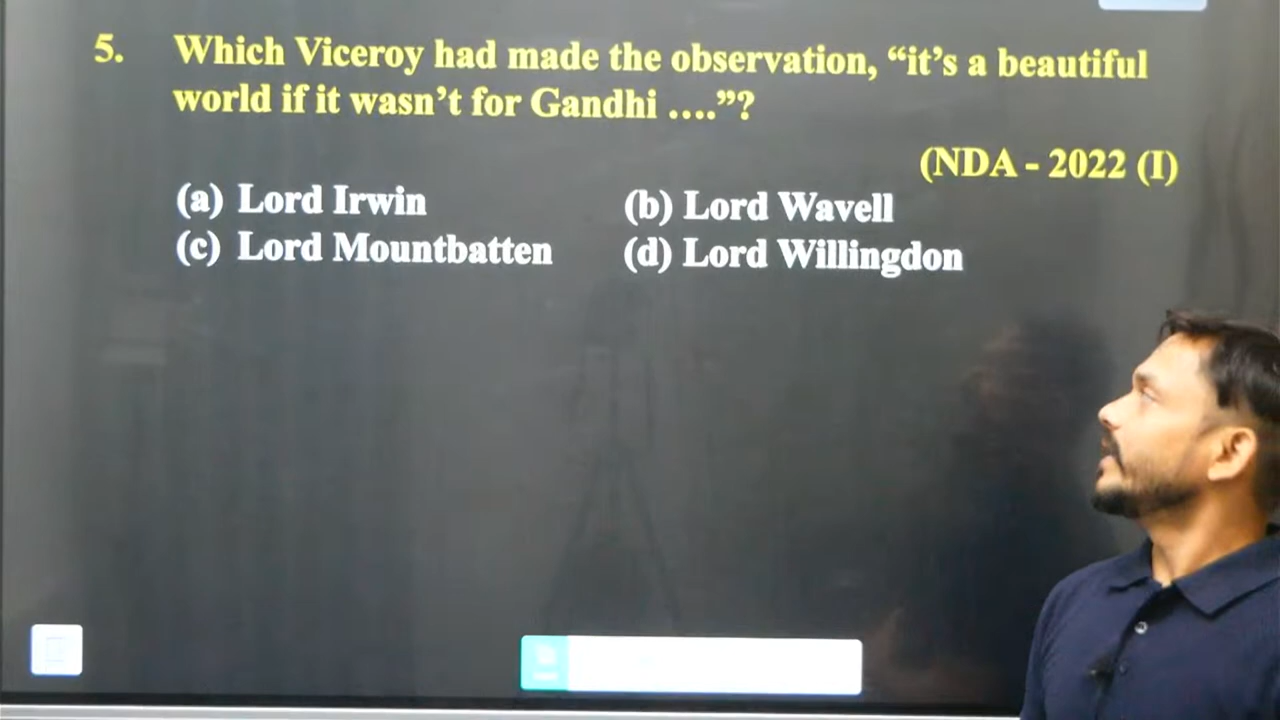 5. Which Viceroy had made the observation, “it’s a beautiful
world if it wasn’t for Gandhi ....”?
(NDA - 2022 (I)
(a) Lord Irwin (b) Lord Wavell
(c) Lord Mountbatten (d) Lord Willingdon